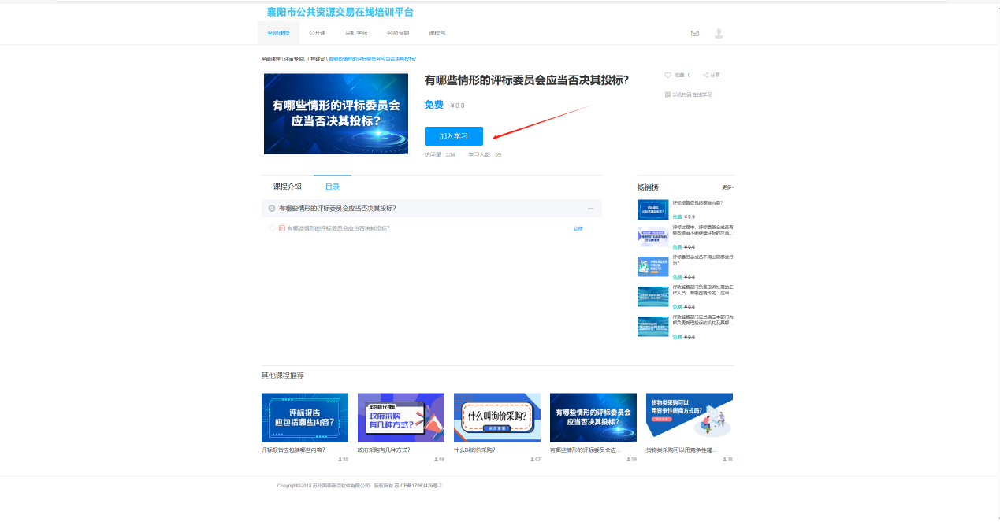 襄阳市公共资源交易在线培训平台
全部课程 公开课 采虹学苑 名师专题 课程包
全部课程 \ 评审专家\ 工程建设 \ 有哪些情形的评标委员会应当否决其投标?
有哪些情形的评标委员会
应当否决其投标?
有哪些情形的评标委员会应当否决其投标?
免费 ￥0.0
加入学习
访问量 : 334 学习人数 : 59
收藏 0 分享
手机扫码 在线学习
课程介绍 目录
有哪些情形的评标委员会应当否决其投标?
有哪些情形的评标委员会应当否决其投标?
必修
畅销榜 更多>
评标报告应包括哪些内容?
免费 ￥0.0
评标过程中，评标委员会成员有
哪些原因不能继续评标的应当...
免费 ￥0.0
评标委员会成员不得出现哪些行
为?
免费 ￥0.0
行政监督部门负责投诉处理的工
作人员，有哪些情形的，应当...
免费 ￥0.0
行政监督部门应当确定本部门内
部负责受理投诉的机构及其电...
免费 ￥0.0
其他课程推荐
评标报告
应包括哪些内容?
评标报告应包括哪些内容?
80
#招标代理#
政府采购
有几种方式?
政府采购有几种方式?
69
什么叫询价采购?
点击查看
什么叫询价采购?
62
有哪些情形的评标委员会
应当否决其投标?
有哪些情形的评标委员会应...
59
货物类采购可以
用竞争性磋商方式吗?
货物类采购可以用竞争性磋...
38
Copyright©2018 苏州国泰新点软件有限公司 版权所有 苏ICP备17063426号-2